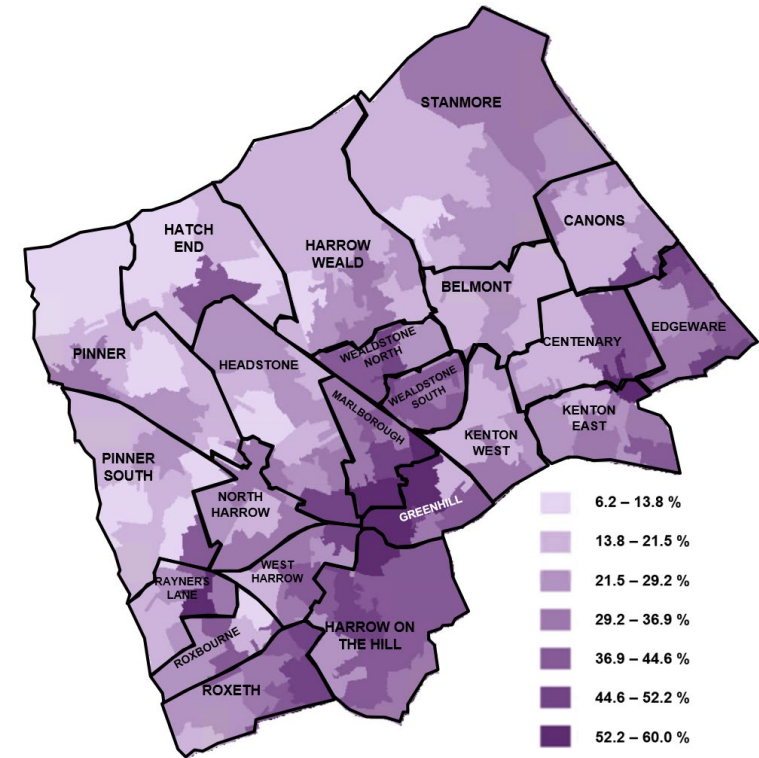 STANMORE
CANONS
HATCH
END
HARROW
WEALD
BELMONT
EDGEWARE
CENTENARY
PINNER
HEADSTONE
WEALDSTONE
NORTH
WEALDSTONE
SOUTH
MARLBOROUGH
KENTON
EAST
KENTON
WEST
PINNER
SOUTH
NORTH
HARROW
GREENHILL
WEST
HARROW
RAYNERS
LANE
ROXBOURNE
HARROW ON
THE HILL
ROXETH
6.2 – 13.8 %
13.8 – 21.5 %
21.5 – 29.2 %
29.2 – 36.9 %
36.9 – 44.6 %
44.6 – 52.2 %
52.2 – 60.0 %